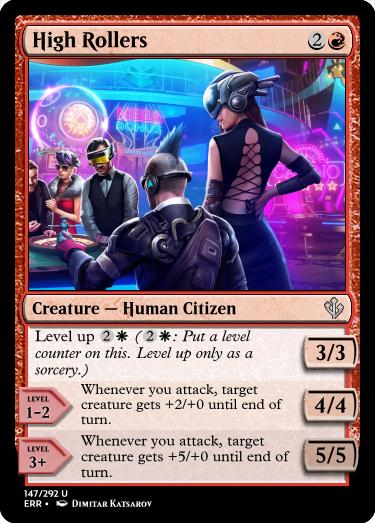 High Rollers 2
MEGA
BONUS
Creature — Human Citizen
Level up 2 ( 2 : Put a level
counter on this. Level up only as a
sorcery.)
3/3
LEVEL
1-2
Whenever you attack, target
creature gets +2/+0 until end of
turn.
4/4
LEVEL
3+
Whenever you attack, target
creature gets +5/+0 until end of
turn.
5/5
147/292 U
ERR • Dimitar Katsarov